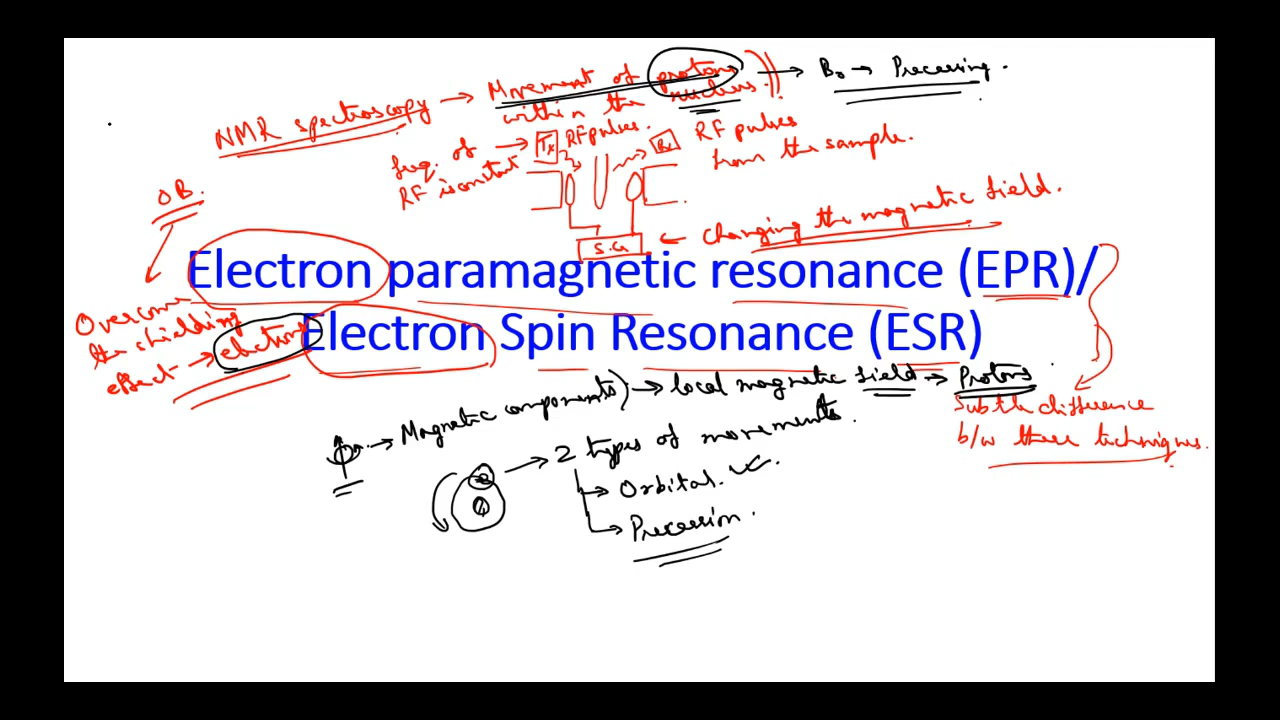 NMR spectroscopy → Movement of protons → B₀ → Precessing.
within the nucleus.
freq. of → Tx RF pulses. Rx RF pulses
RF is constant from the sample.
OB.
S.G ← Changing the magnetic field.
Electron paramagnetic resonance (EPR)/
Electron Spin Resonance (ESR)
Overcome
the shielding
effect → electrons
→ Magnetic components) → local magnetic field → Protons
Subtle difference
b/w these techniques.
→ 2 types of movements.
→ Orbital.
→ Precession.